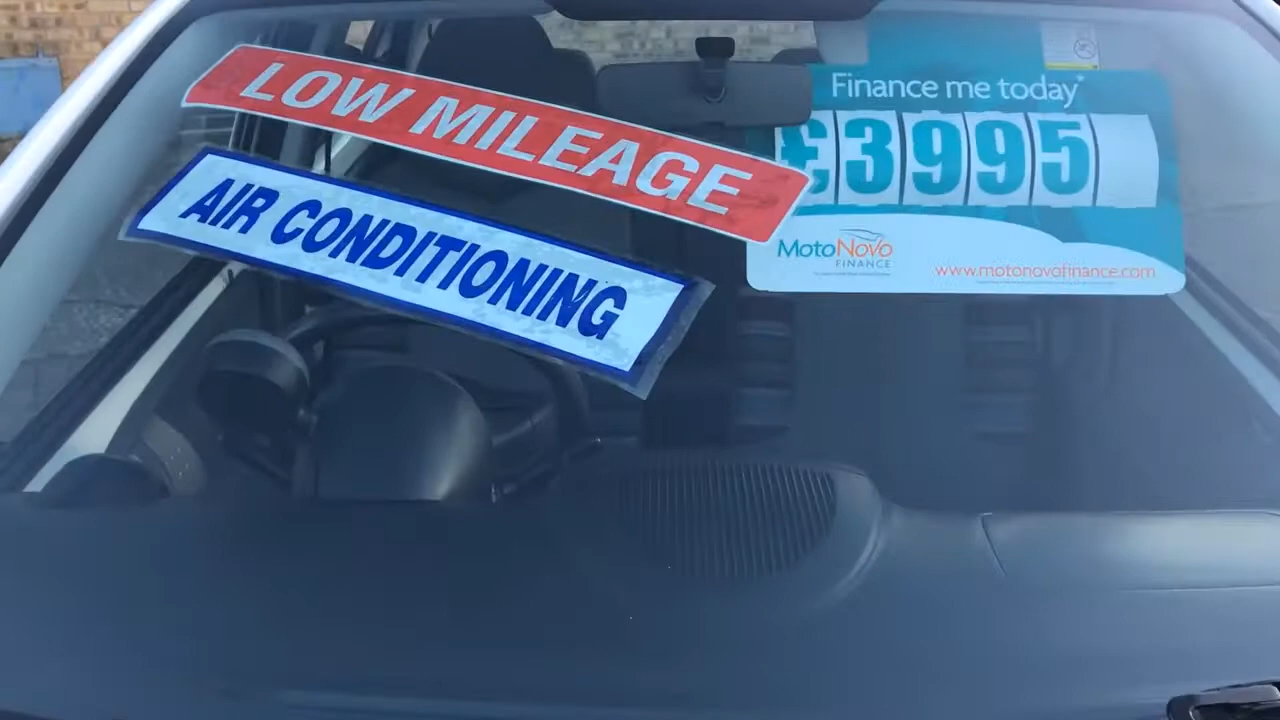 LOW MILEAGE
AIR CONDITIONING
Finance me today*
£3995
MotoNovo
FINANCE
www.motonovofinance.com